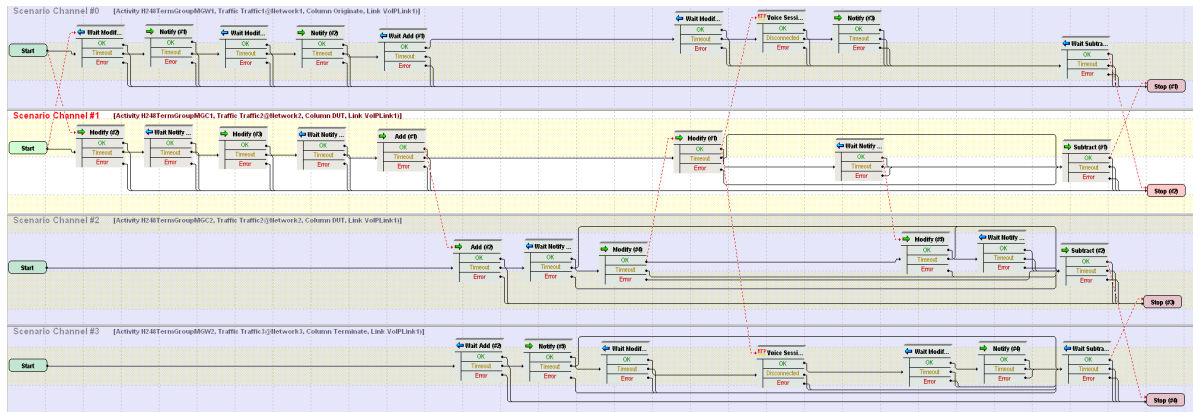 Scenario Channel #0 [Activity H248TermGroupMGW1, Traffic Traffic1@Network1, Column Originate, Link VoIPLink1)]
Start
Wait Modif...
OK
Timeout
Error
Notify (#1)
OK
Timeout
Error
Wait Modif...
OK
Timeout
Error
Notify (#2)
OK
Timeout
Error
Wait Add (#1)
OK
Timeout
Error
Wait Modif...
OK
Timeout
Error
RTP Voice Sessi...
OK
Disconnected
Error
Notify (#3)
OK
Timeout
Error
Wait Subtra...
OK
Timeout
Error
Stop (#1)
Scenario Channel #1 [Activity H248TermGroupMGC1, Traffic Traffic2@Network2, Column DUT, Link VoIPLink1)]
Start
Modify (#2)
OK
Timeout
Error
Wait Notify ...
OK
Timeout
Error
Modify (#3)
OK
Timeout
Error
Wait Notify ...
OK
Timeout
Error
Add (#1)
OK
Timeout
Error
Modify (#1)
OK
Timeout
Error
Wait Notify ...
OK
Timeout
Error
Subtract (#1)
OK
Timeout
Error
Stop (#2)
Scenario Channel #2 [Activity H248TermGroupMGC2, Traffic Traffic2@Network2, Column DUT, Link VoIPLink1)]
Start
Add (#2)
OK
Timeout
Error
Wait Notify ...
OK
Timeout
Error
Modify (#4)
OK
Timeout
Error
Modify (#5)
OK
Timeout
Error
Wait Notify ...
OK
Timeout
Error
Subtract (#2)
OK
Timeout
Error
Stop (#3)
Scenario Channel #3 [Activity H248TermGroupMGW2, Traffic Traffic3@Network3, Column Terminate, Link VoIPLink1)]
Start
Wait Add (#2)
OK
Timeout
Error
Notify (#5)
OK
Timeout
Error
Wait Modif...
OK
Timeout
Error
RTP Voice Sessi...
OK
Disconnected
Error
Wait Modif...
OK
Timeout
Error
Notify (#4)
OK
Timeout
Error
Wait Subtra...
OK
Timeout
Error
Stop (#4)